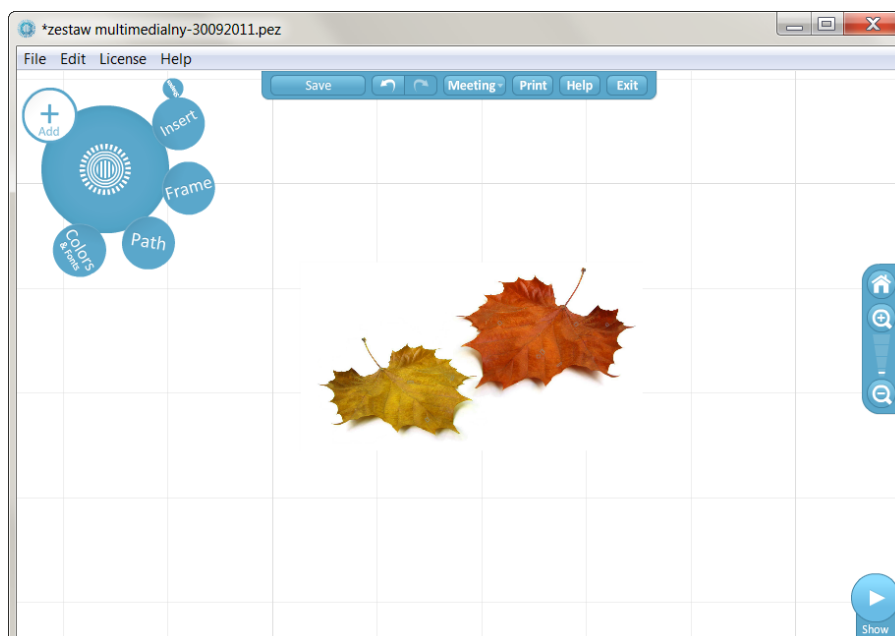 *zestaw multimedialny-30092011.pez
File Edit License Help
Save Meeting Print Help Exit
Add
Insert
Frame
Path
Colors
& Fonts
Show